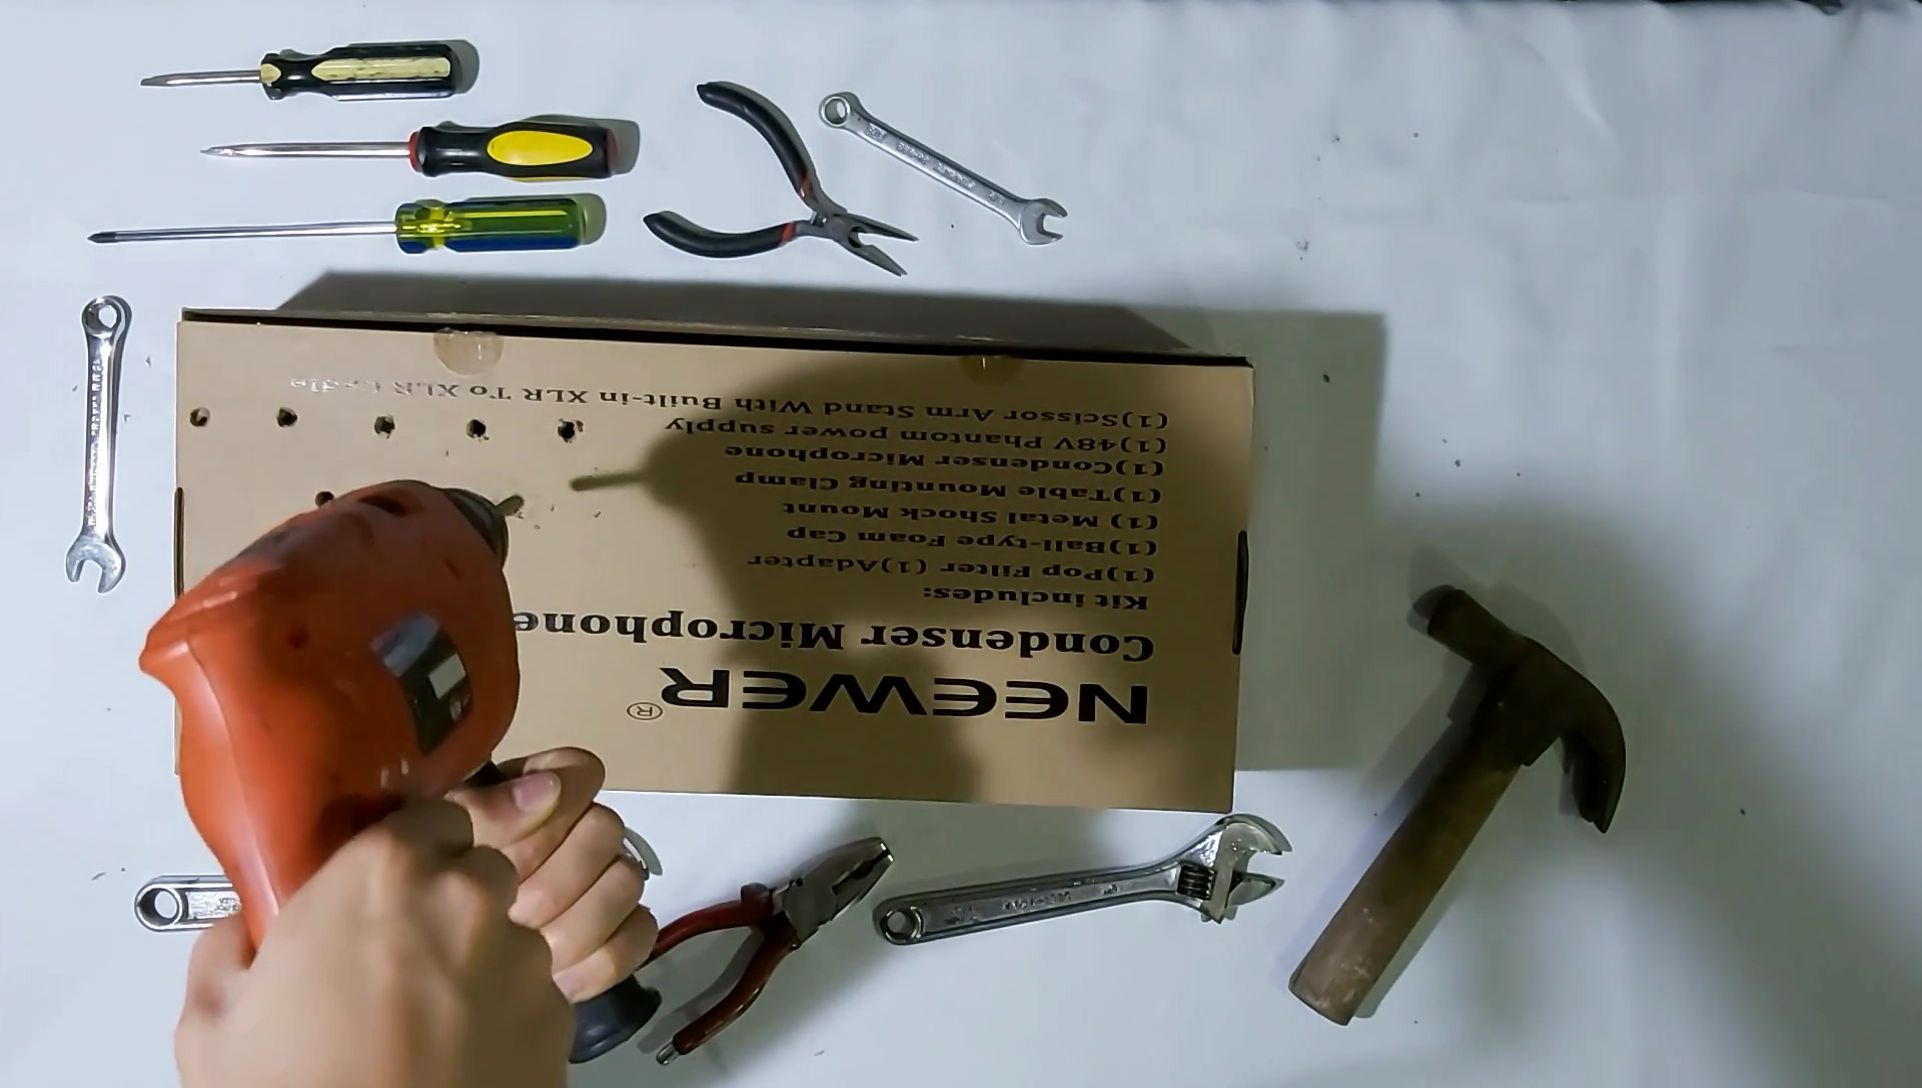 NEEWER®
Condenser Microphone
Kit includes:
(1)Pop Filter (1)Adapter
(1)Ball-type Foam Cap
(1) Metal Shock Mount
(1)Table Mounting Clamp
(1)Condenser Microphone
(1)48V Phantom power supply
(1)Scissor Arm Stand With Built-in XLR To XLR Cable